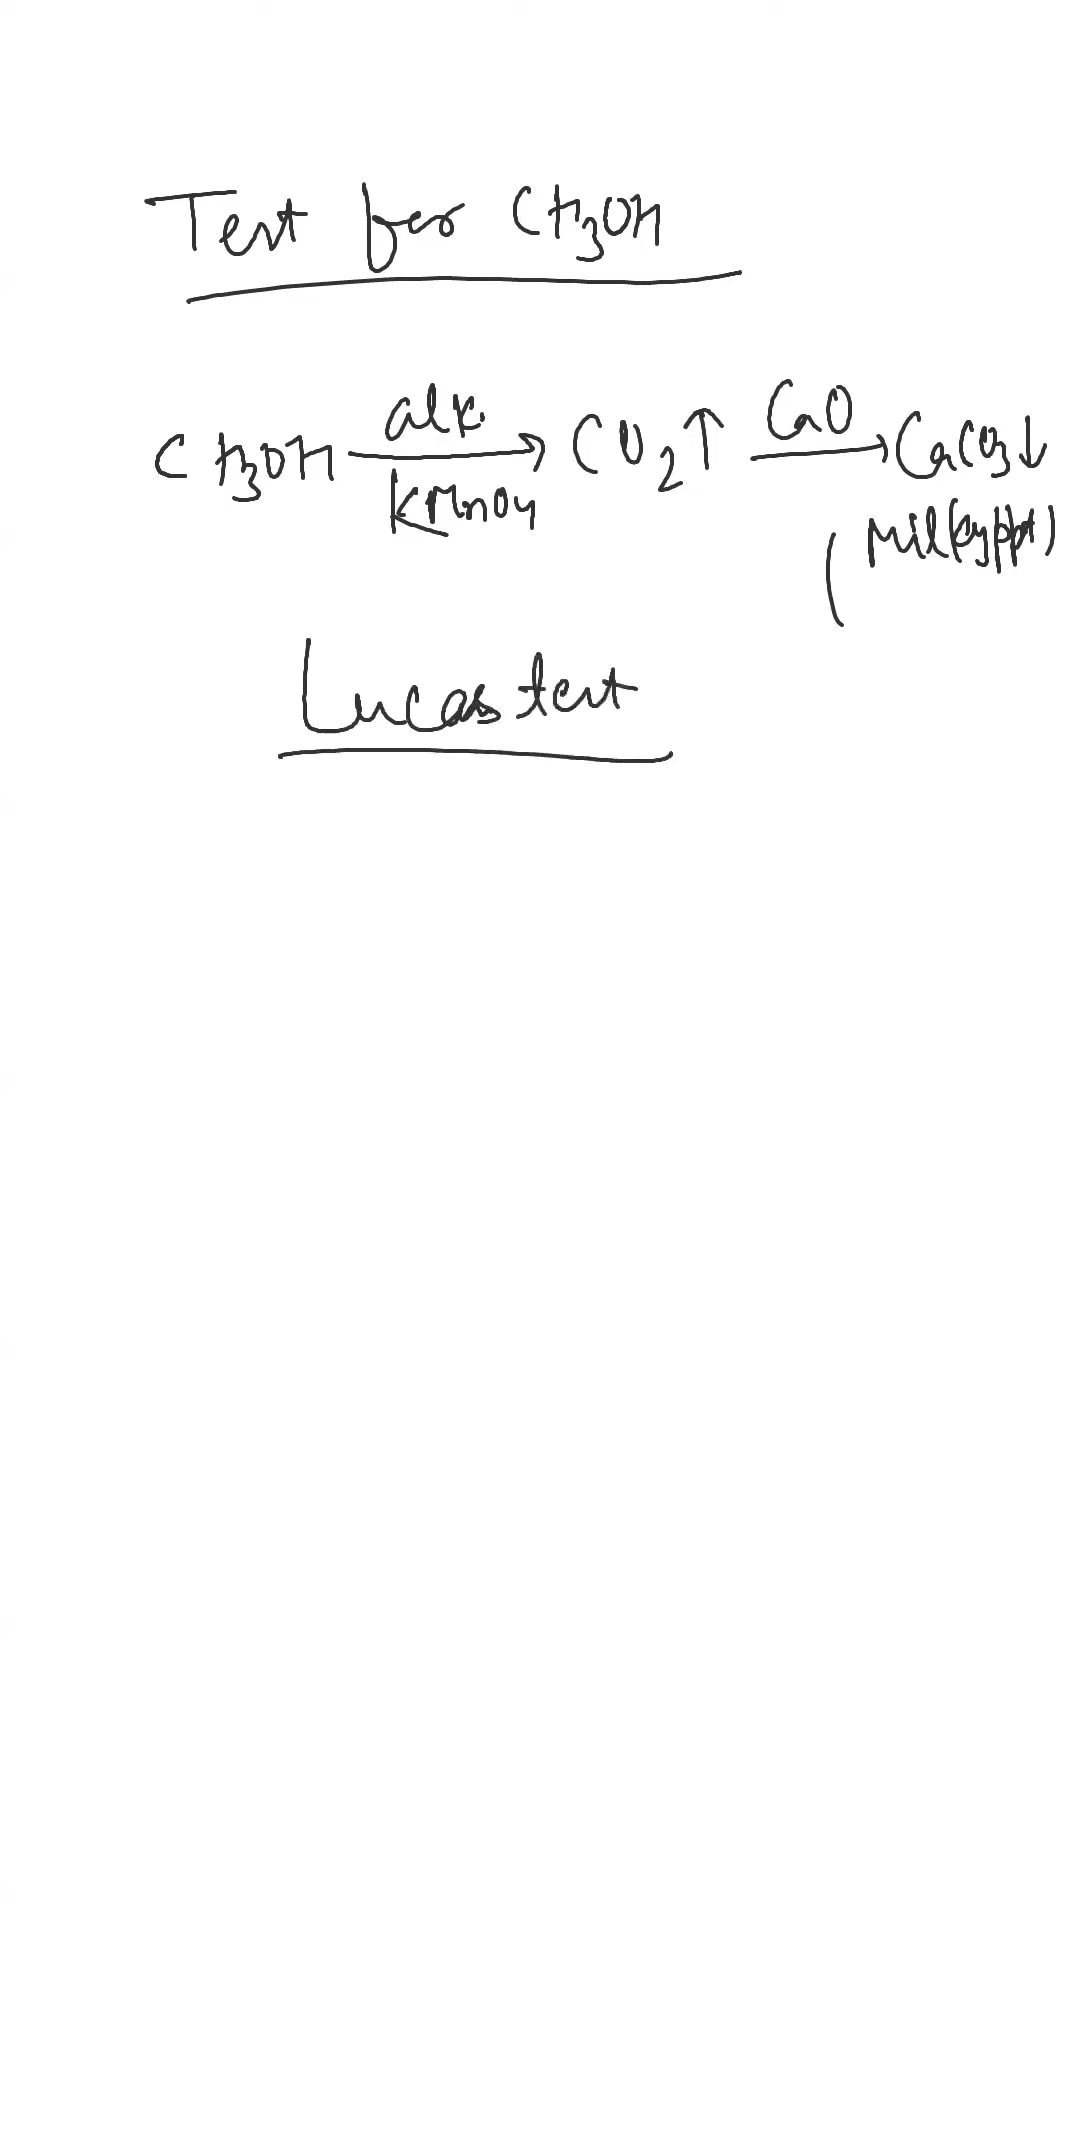 Test for CH3OH
CH3OH alk. KMnO4 → CO2↑ CaO → CaCO3↓
(Milky ppt)
Lucas test